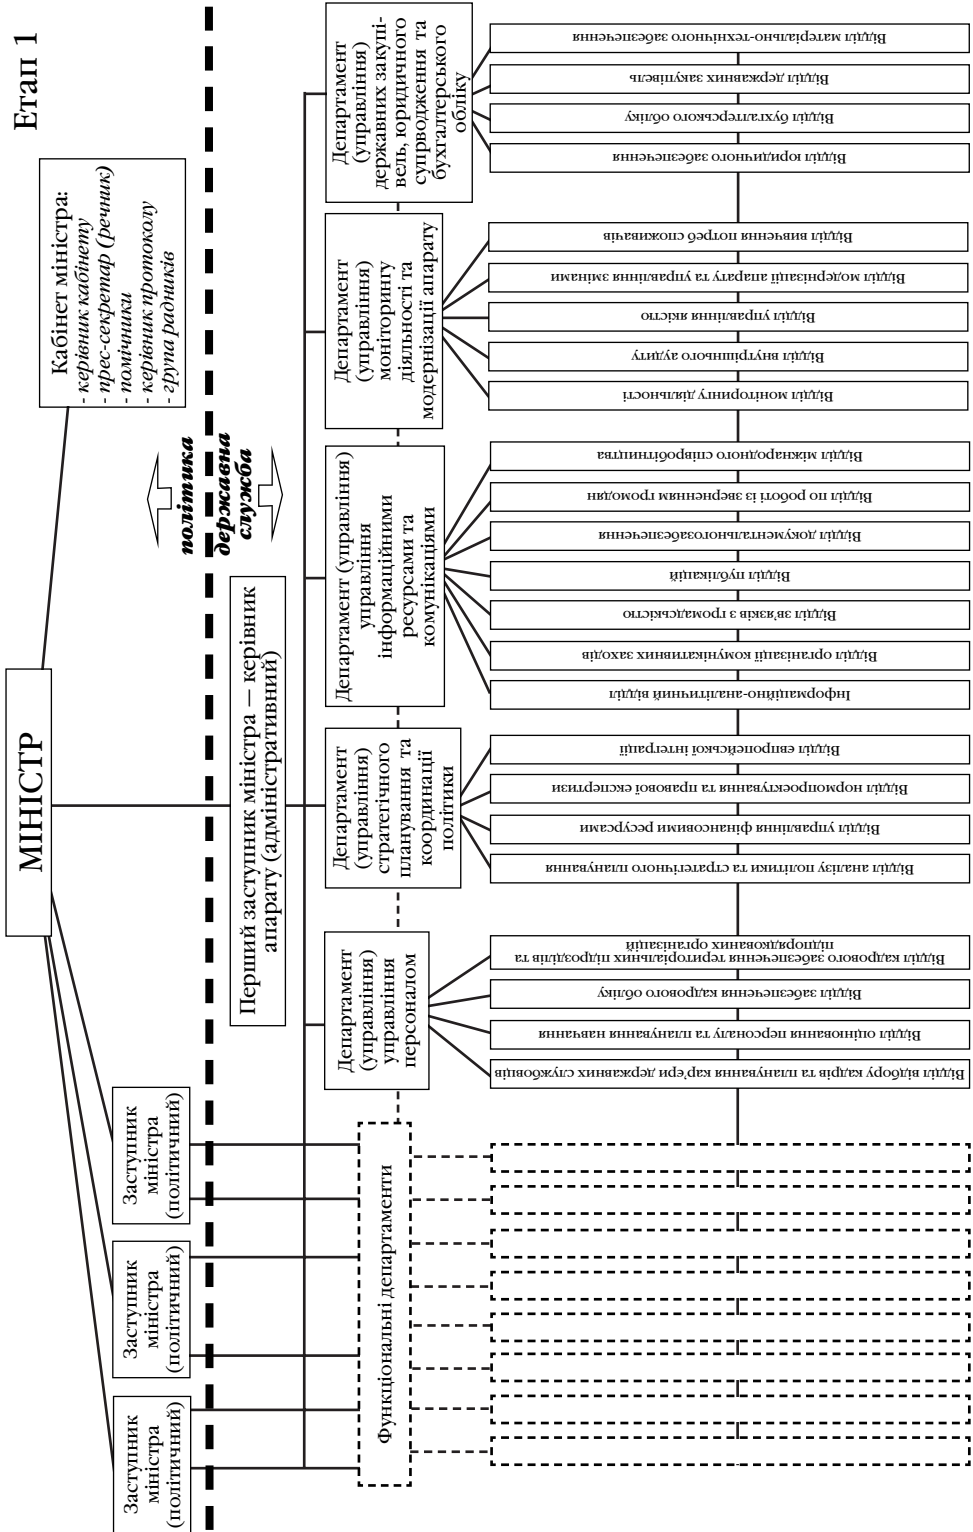 Етап 1
МІНІСТР
Кабінет міністра:
- керівник кабінету
- прес-секретар (речник)
- помічники
- керівник протоколу
- група радників
Заступник
міністра
(політичний)
Заступник
міністра
(політичний)
Заступник
міністра
(політичний)
політика
державна
служба
Перший заступник міністра — керівник
апарату (адміністративний)
Функціональні департаменти
Департамент
(управління)
управління
персоналом
Департамент
(управління)
стратегічного
планування та
координації
політики
Департамент (управління)
управління
інформаційними
ресурсами та
комунікаціями
Департамент
(управління)
моніторингу
діяльності та
модернізації апарату
Департамент
(управління)
державних закупі-
вель, юридичного
супрводження та
бухгалтерського
обліку
Відділ відбору кадрів та планування кар'єри державних службовців
Відділ оцінювання персоналу та планування навчання
Відділ забезпечення кадрового обліку
Відділ кадрового забезпечення територіальних підрозділів та
підпорядкованих організацій
Відділ аналізу політики та стратегічного планування
Відділ управління фінансовими ресурсами
Відділ нормопроектування та правової експертизи
Відділ європейської інтеграції
Інформаційно-аналітичний відділ
Відділ організації комунікативних заходів
Відділ зв'язків з громадськістю
Відділ публікацій
Відділ документальногозабезпечення
Відділ по роботі із зверненням громодян
Відділ міжнародного співробітництва
Відділ моніторингу діяльності
Відділ внутрішнього аудиту
Відділ управління якістю
Відділ модернізації апарату та управління змінами
Відділ вивчення потреб споживачів
Відділ юридичного забезпечення
Відділ бухгалтерського обліку
Відділ державних закупівель
Відділ матеріально-технічного забезпечення